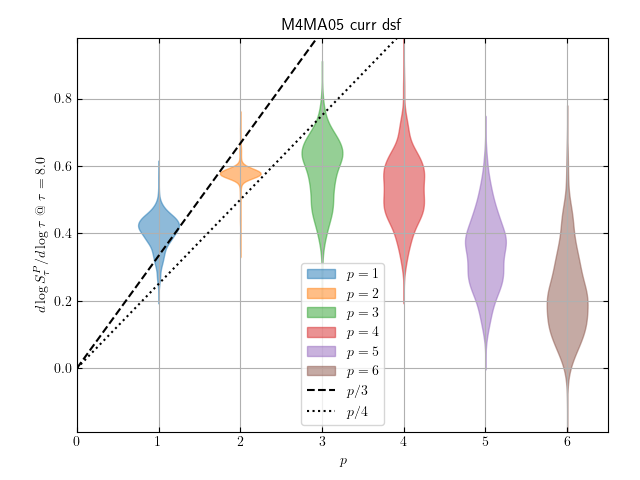 M4MA05 curr dsf
d log S_τ^P / d log τ @ τ = 8.0
0.8
0.6
0.4
0.2
0.0
p = 1
p = 2
p = 3
p = 4
p = 5
p = 6
p/3
p/4
0 1 2 3 4 5 6
p